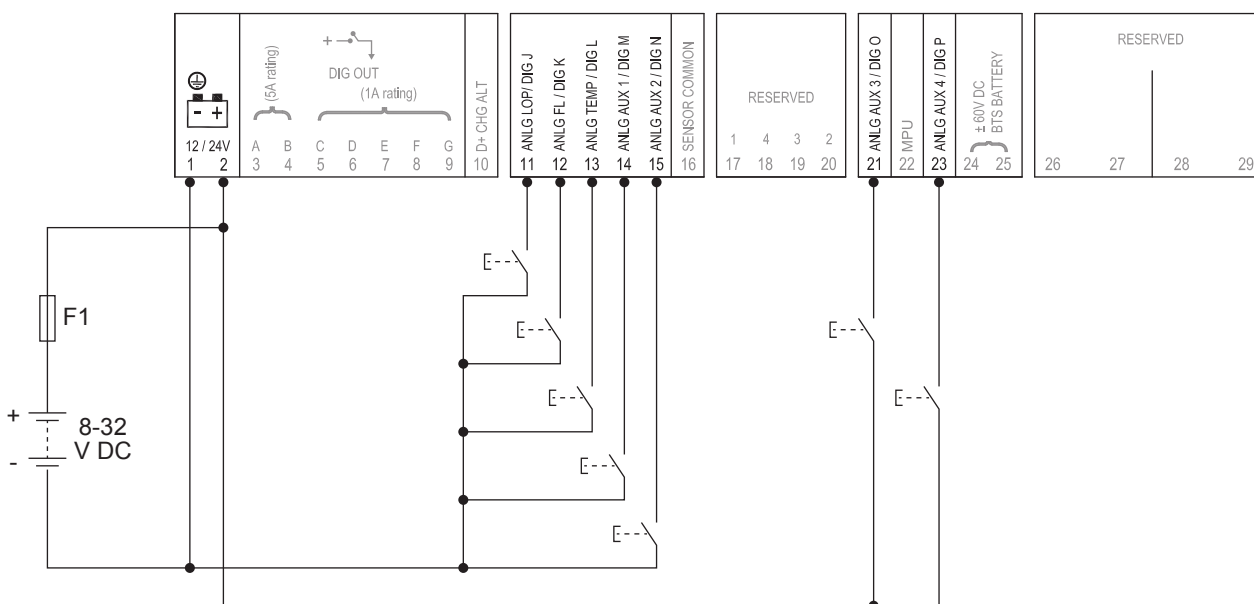 - +
12 / 24V
1 2
(5A rating)
A B
3 4
+
DIG OUT
(1A rating)
C D E F G
5 6 7 8 9
D+ CHG ALT
10
ANLG LOP/ DIG J
11
ANLG FL / DIG K
12
ANLG TEMP / DIG L
13
ANLG AUX 1 / DIG M
14
ANLG AUX 2 / DIG N
15
SENSOR COMMON
16
RESERVED
1 4 3 2
17 18 19 20
ANLG AUX 3 / DIG O
21
MPU
22
ANLG AUX 4 / DIG P
23
± 60V DC
BTS BATTERY
24 25
RESERVED
26 27 28 29
F1
+
8-32
V DC
-